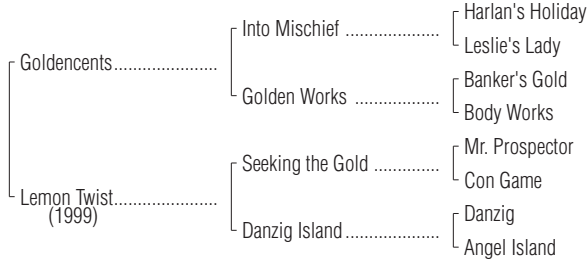 Harlan's Holiday
Into Mischief ....................
Leslie's Lady
Goldencents......................
Banker's Gold
Golden Works ..................
Body Works
Mr. Prospector
Seeking the Gold ..............
Con Game
Lemon Twist......................
(1999)
Danzig
Danzig Island ....................
Angel Island